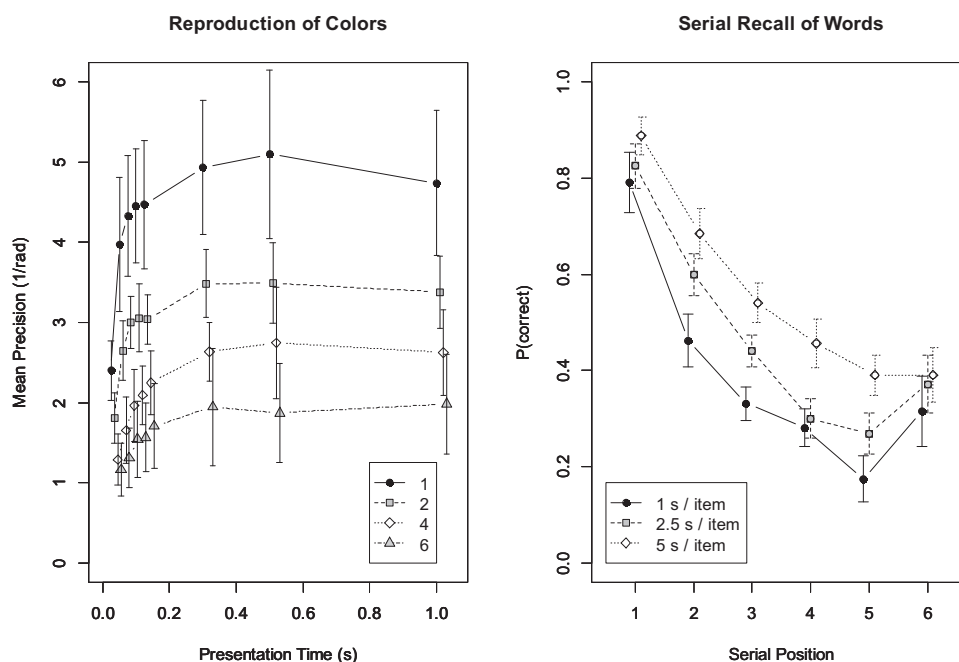 Reproduction of Colors
Mean Precision (1/rad)
6
5
4
3
2
1
0
1
2
4
6
0.0 0.2 0.4 0.6 0.8 1.0
Presentation Time (s)
Serial Recall of Words
P(correct)
1.0
0.8
0.6
0.4
0.2
0.0
1 s / item
2.5 s / item
5 s / item
1 2 3 4 5 6
Serial Position